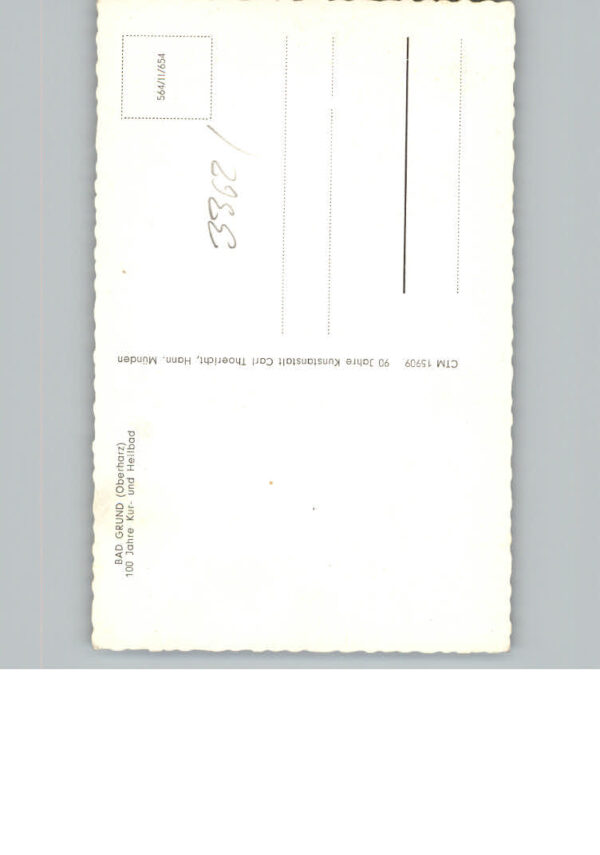 BAD GRUND (Oberharz)
100 Jahre Kur- und Heilbad
CTM 15909 90 Jahre Kunstanstalt Carl Thoericht, Hann. Münden
564/11/654
3362/